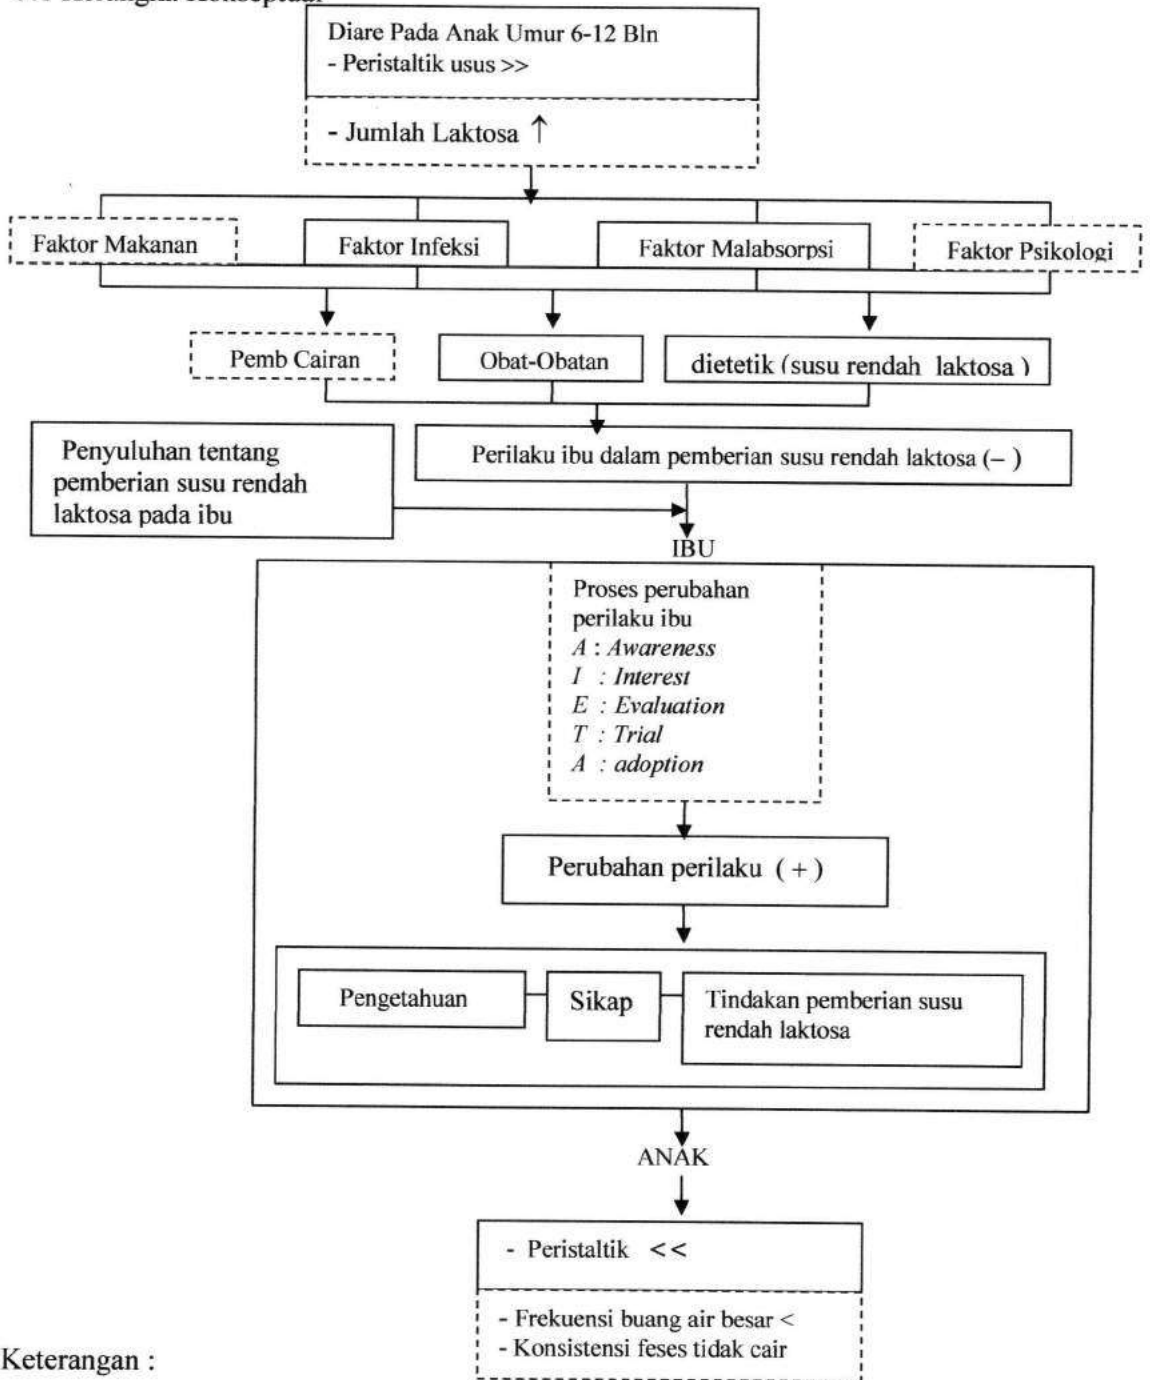 Diare Pada Anak Umur 6-12 Bln
- Peristaltik usus >>
- Jumlah Laktosa ↑
Faktor Makanan
Faktor Infeksi
Faktor Malabsorpsi
Faktor Psikologi
Pemb Cairan
Obat-Obatan
dietetik (susu rendah laktosa )
Penyuluhan tentang
pemberian susu rendah
laktosa pada ibu
Perilaku ibu dalam pemberian susu rendah laktosa (– )
IBU
Proses perubahan
perilaku ibu
A : Awareness
I : Interest
E : Evaluation
T : Trial
A : adoption
Perubahan perilaku ( + )
Pengetahuan
Sikap
Tindakan pemberian susu
rendah laktosa
ANAK
- Peristaltik <<
- Frekuensi buang air besar <
- Konsistensi feses tidak cair
Keterangan :